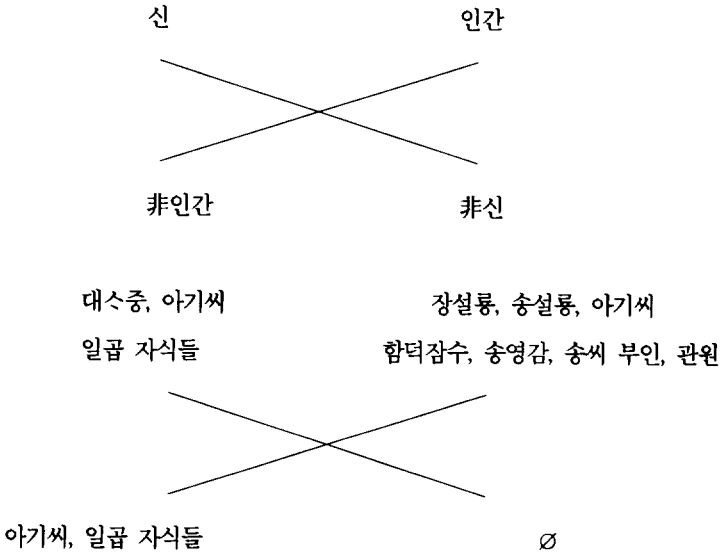 신 인간
非인간 非신
대ᄉᆞ중, 아기씨 장설룡, 송설룡, 아기씨
일곱 자식들 함덕잠수, 송영감, 송씨 부인, 관원
아기씨, 일곱 자식들 ∅